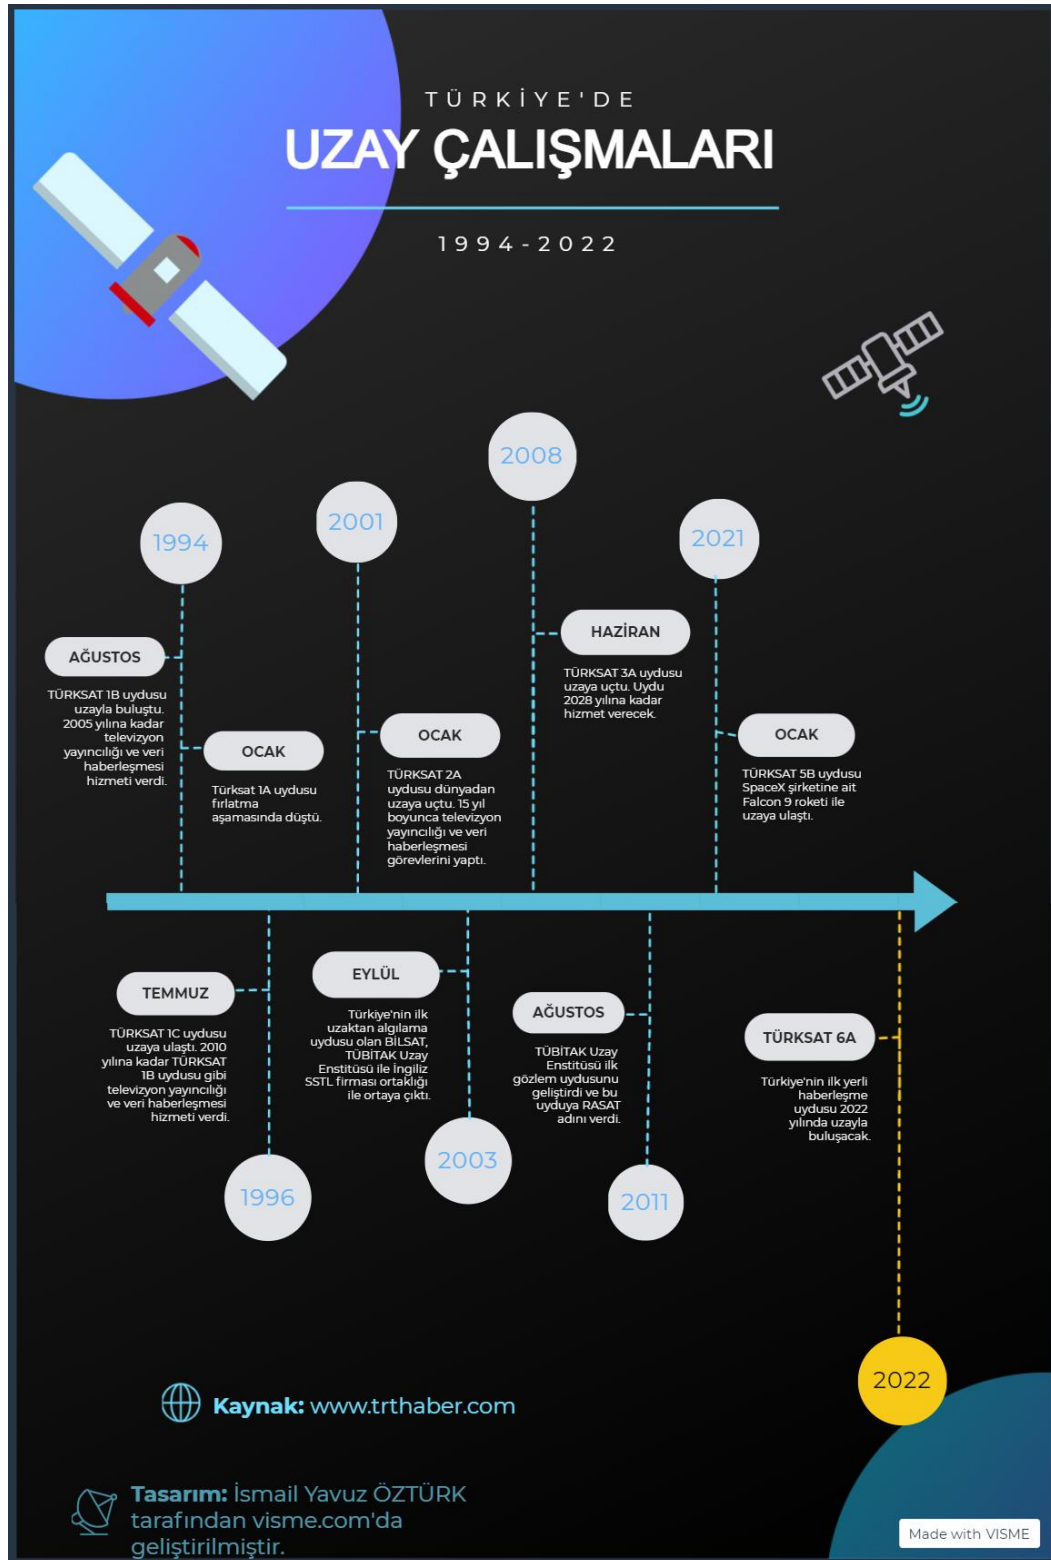 TÜRKİYE'DE
UZAY ÇALIŞMALARI
1994-2022
1994
AĞUSTOS
TÜRKSAT 1B uydusu
uzayla buluştu.
2005 yılına kadar
televizyon
yayıncılığı ve veri
haberleşmesi
hizmeti verdi.
OCAK
Türksat 1A uydusu
fırlatma
aşamasında düştü.
2001
OCAK
TÜRKSAT 2A
uydusu dünyadan
uzaya uçtu. 15 yıl
boyunca televizyon
yayıncılığı ve veri
haberleşmesi
görevlerini yaptı.
2008
HAZİRAN
TÜRKSAT 3A uydusu
uzaya uçtu. Uydu
2028 yılına kadar
hizmet verecek.
2021
OCAK
TÜRKSAT 5B uydusu
SpaceX şirketine ait
Falcon 9 roketi ile
uzaya ulaştı.
TEMMUZ
TÜRKSAT 1C uydusu
uzaya ulaştı. 2010
yılına kadar TÜRKSAT
1B uydusu gibi
televizyon yayıncılığı
ve veri haberleşmesi
hizmeti verdi.
1996
EYLÜL
Türkiye'nin ilk
uzaktan algılama
uydusu olan BİLSAT,
TÜBİTAK Uzay
Enstitüsü ile İngiliz
SSTL firması ortaklığı
ile ortaya çıktı.
2003
AĞUSTOS
TÜBİTAK Uzay
Enstitüsü ilk
gözlem uydusunu
geliştirdi ve bu
uyduya RASAT
adını verdi.
2011
TÜRKSAT 6A
Türkiye'nin ilk yerli
haberleşme
uydusu 2022
yılında uzayla
buluşacak.
2022
Kaynak: www.trthaber.com
Tasarım: İsmail Yavuz ÖZTÜRK
tarafından visme.com'da
geliştirilmiştir.
Made with VISME